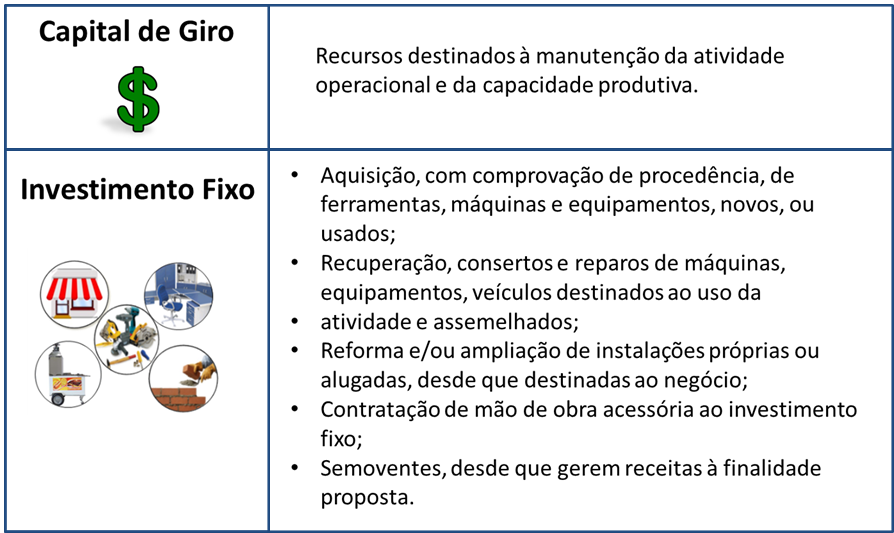 Capital de Giro
$
Recursos destinados à manutenção da atividade
operacional e da capacidade produtiva.
Investimento Fixo
• Aquisição, com comprovação de procedência, de
ferramentas, máquinas e equipamentos, novos, ou
usados;
• Recuperação, consertos e reparos de máquinas,
equipamentos, veículos destinados ao uso da
• atividade e assemelhados;
• Reforma e/ou ampliação de instalações próprias ou
alugadas, desde que destinadas ao negócio;
• Contratação de mão de obra acessória ao investimento
fixo;
• Semoventes, desde que gerem receitas à finalidade
proposta.